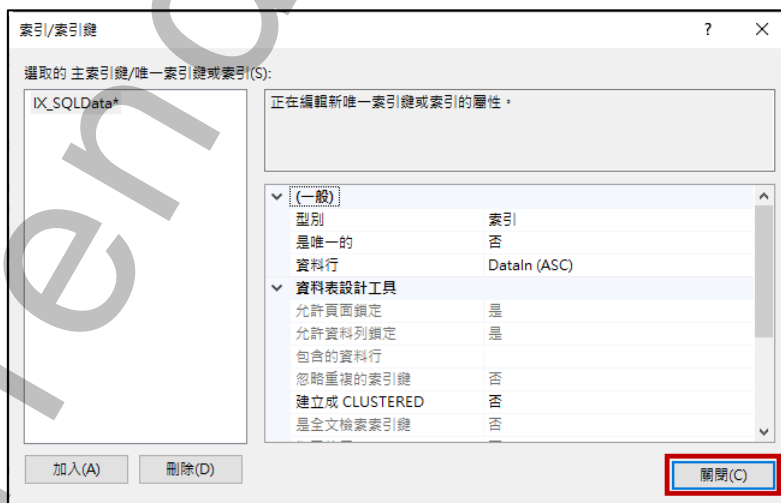 索引/索引鍵
? ×
選取的 主索引鍵/唯一索引鍵或索引(S):
IX_SQLData*
正在編輯新唯一索引鍵或索引的屬性。
(一般)
型別 索引
是唯一的 否
資料行 DataIn (ASC)
資料表設計工具
允許頁面鎖定 是
允許資料列鎖定 是
包含的資料行
忽略重複的索引鍵 否
建立成 CLUSTERED 否
是全文檢索索引鍵 否
加入(A) 刪除(D) 關閉(C)